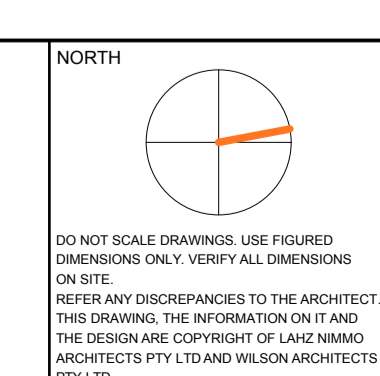 NORTH
DO NOT SCALE DRAWINGS. USE FIGURED
DIMENSIONS ONLY. VERIFY ALL DIMENSIONS
ON SITE.
REFER ANY DISCREPANCIES TO THE ARCHITECT.
THIS DRAWING, THE INFORMATION ON IT AND
THE DESIGN ARE COPYRIGHT OF LAHZ NIMMO
ARCHITECTS PTY LTD AND WILSON ARCHITECTS
PTY LTD